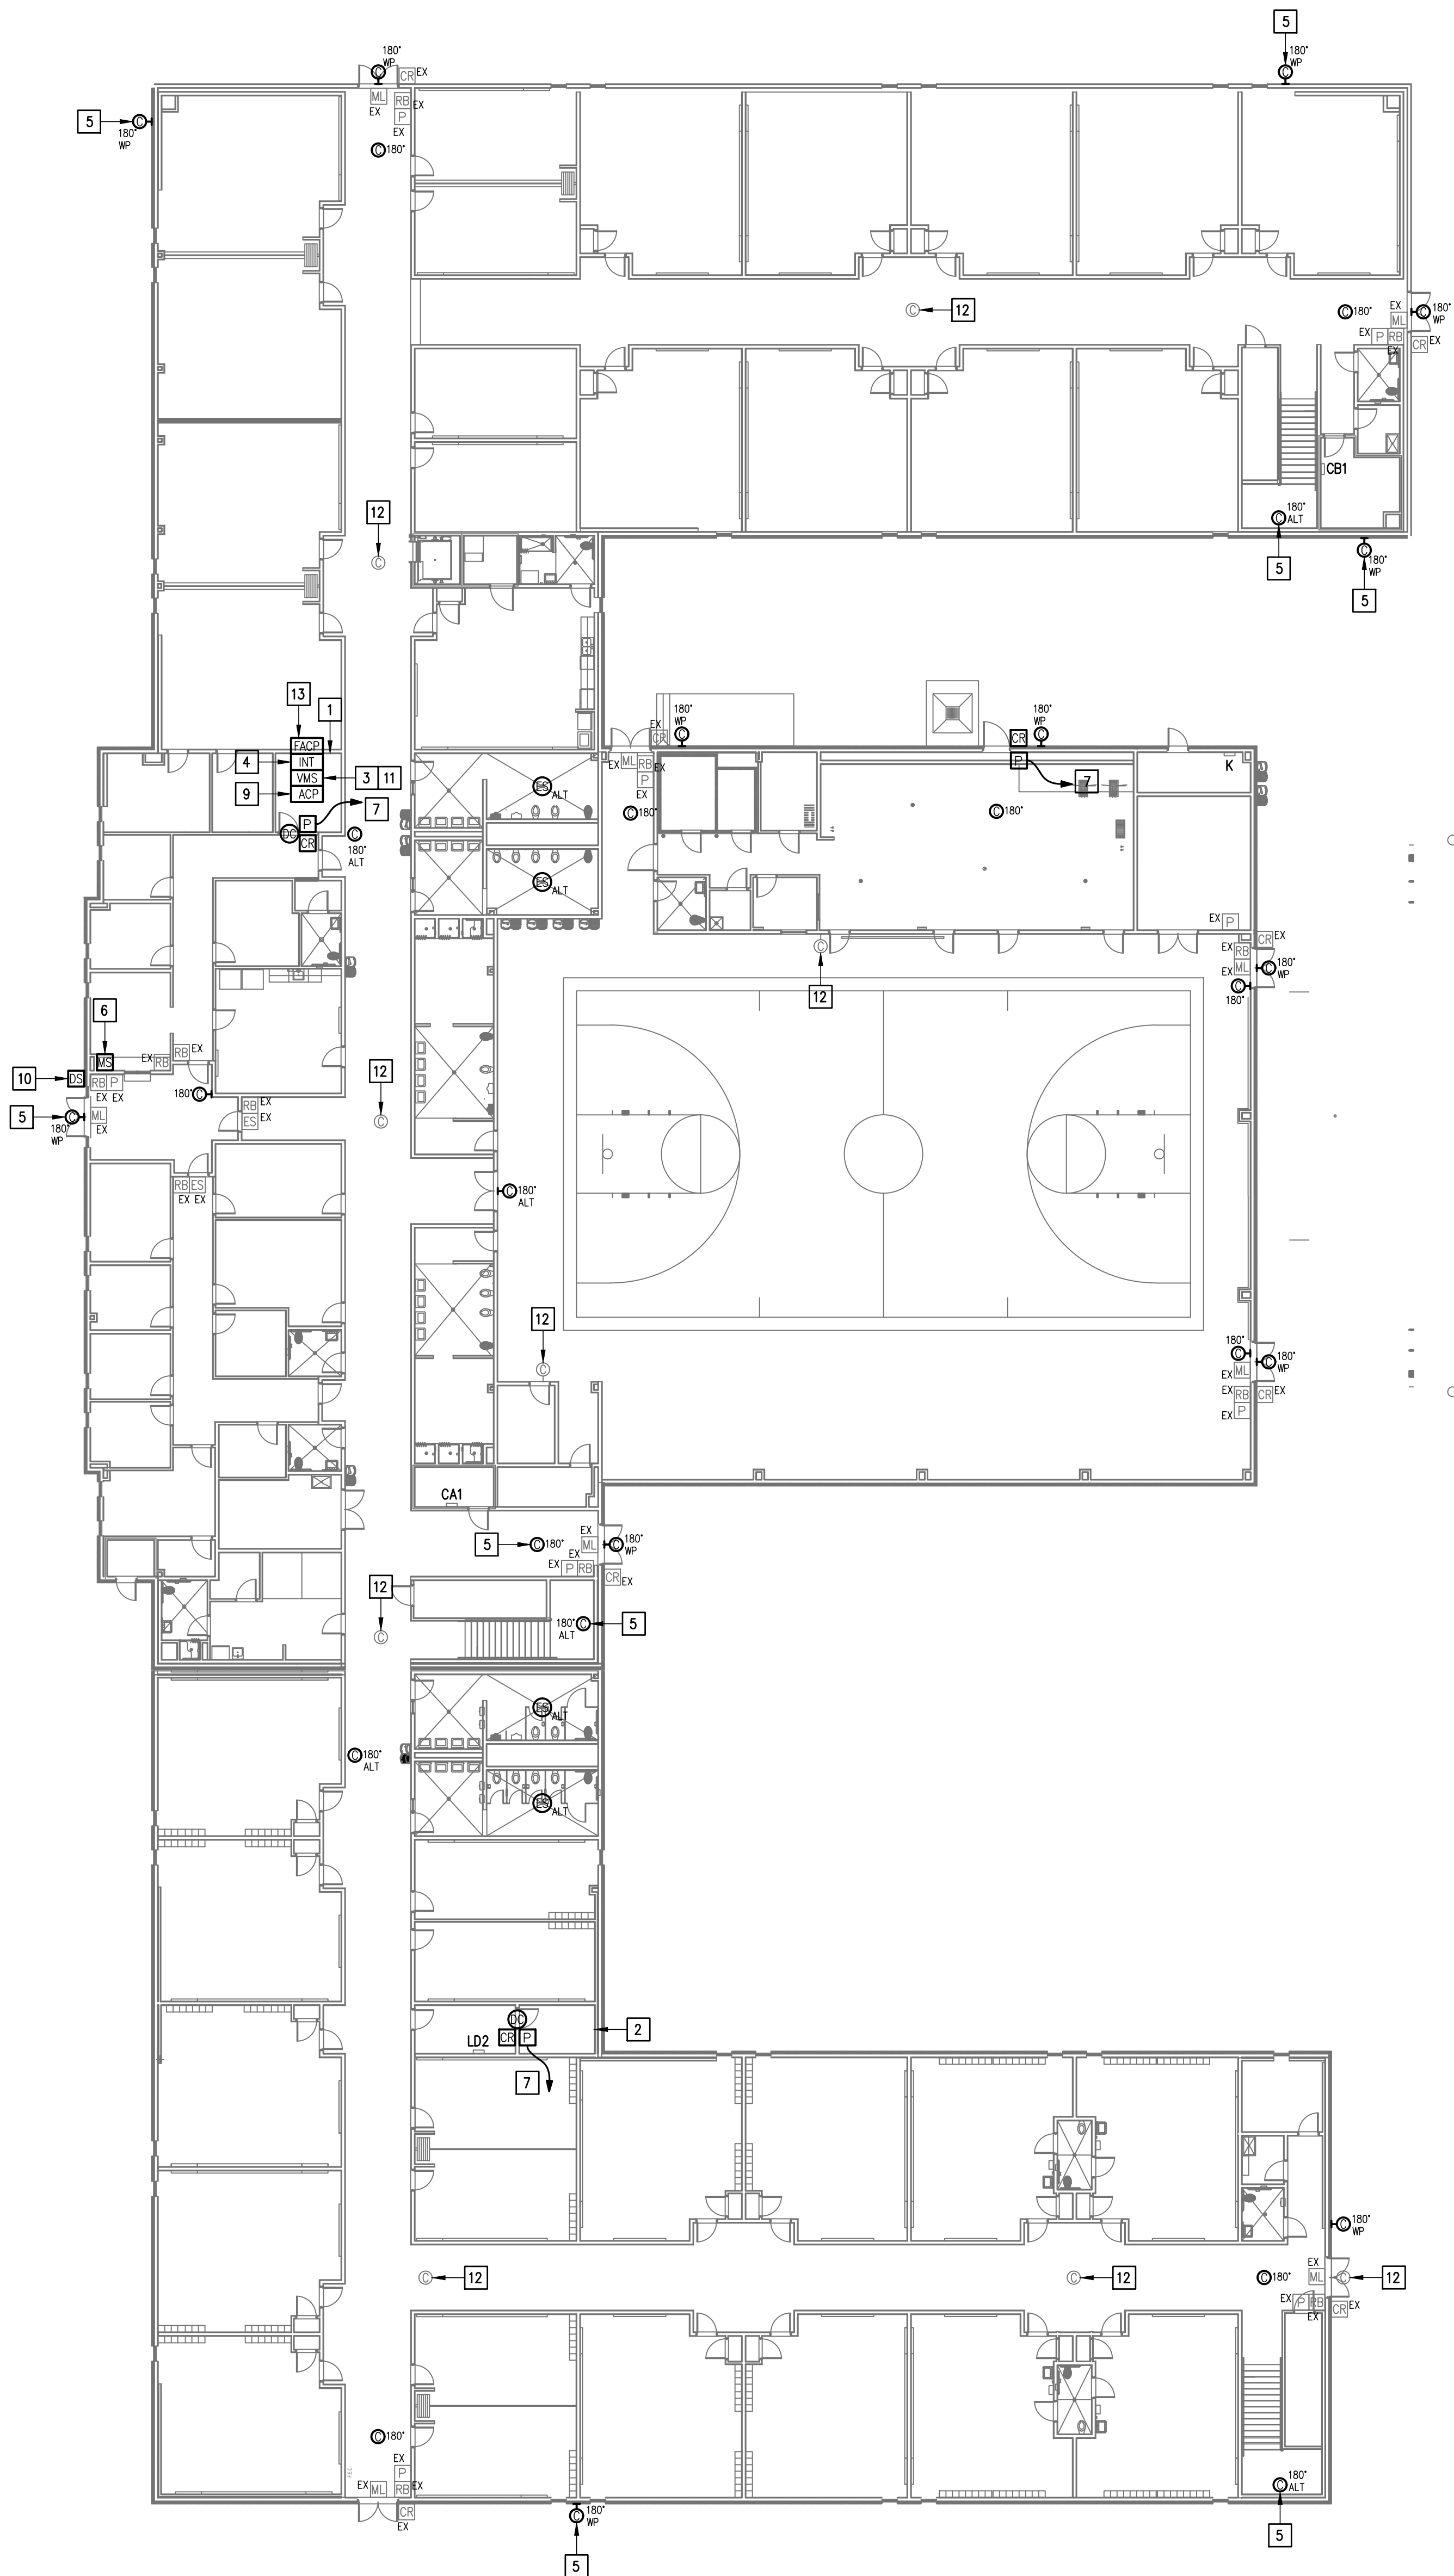 5
180°
WP
180°
WP
CR EX
ML
EX
RB EX
P
EX
180°
5
180°
WP
12
180°
EX
ML
180°
WP
EX P RB
EX
CR EX
CB1
180°
ALT
5
180°
WP
5
12
13
1
FACP
4 INT
VMS 3 11
9 ACP
P 7
DC
CR
180°
ALT
ES
ALT
ES
ALT
EX
CR
180°
WP
EX ML RB EX
P
EX
180°
CR
180°
WP
P
7
180°
K
EX P
CR EX
EX RB
EX ML
180°
WP
180°
12
6
MS
EX RB
RB EX
10 DS
RB P
EX EX
5
180°
WP
ML
EX
180°
RB EX
ES EX
12
RB ES
EX EX
180°
ALT
12
180°
180°
WP
EX ML
EX RB
CR EX
EX P
CA1
5
180°
EX
ML
EX
180°
WP
EX P RB
CR EX
12
180°
ALT
5
ES
ALT
180°
ALT
ES
ALT
DC
LD2
CR P
2
7
180°
WP
12
12
180°
EX
ML
12
EX P RB
EX
CR EX
180°
EX
P
EX ML
RB EX
CR
EX
180°
WP
5
180°
ALT
5